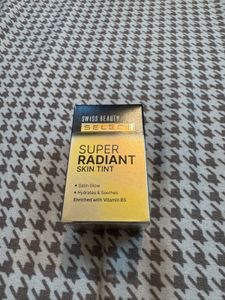 SWISS BEAUTY
SELECT
SUPER
RADIANT
SKIN TINT
Satin Glow
Hydrates & Soothes
Enriched with Vitamin B5